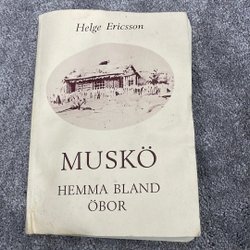 Helge Ericsson
MUSKÖ
HEMMA BLAND
ÖBOR